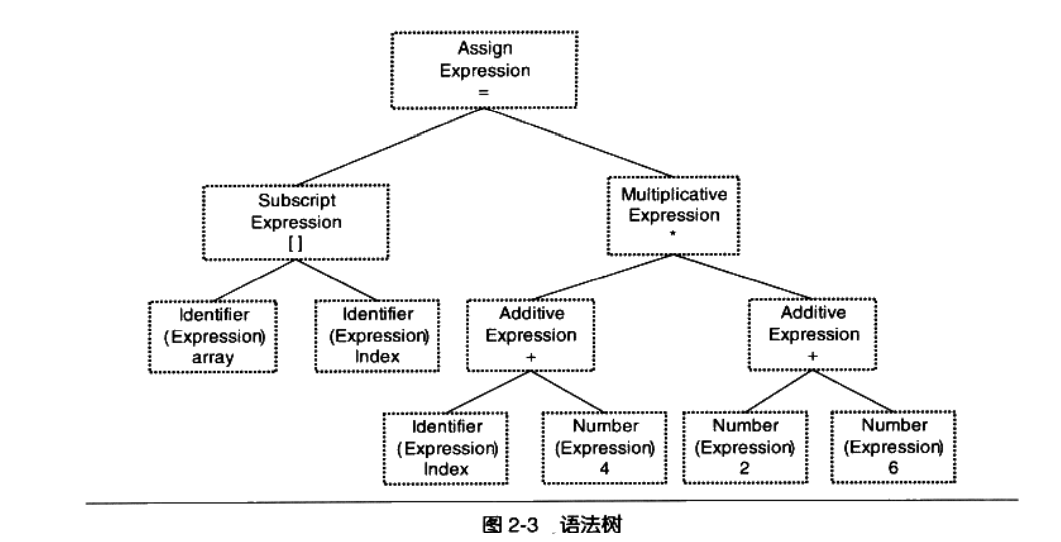 Assign
Expression
=
Subscript
Expression
[ ]
Multiplicative
Expression
*
Identifier
(Expression)
array
Identifier
(Expression)
Index
Additive
Expression
+
Additive
Expression
+
Identifier
(Expression)
Index
Number
(Expression)
4
Number
(Expression)
2
Number
(Expression)
6
图 2-3 语法树